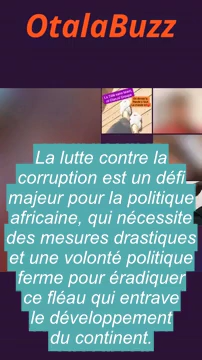 OtalaBuzz
La lutte contre la
corruption est un défi
majeur pour la politique
africaine, qui nécessite
des mesures drastiques
et une volonté politique
ferme pour éradiquer
ce fléau qui entrave
le développement
du continent.